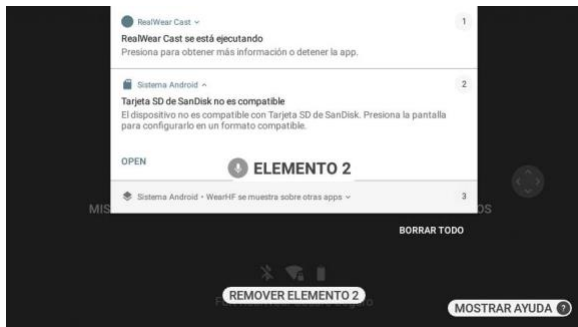 RealWear Cast
1
RealWear Cast se está ejecutando
Presiona para obtener más información o detener la app.
Sistema Android
2
Tarjeta SD de SanDisk no es compatible
El dispositivo no es compatible con Tarjeta SD de SanDisk. Presiona la pantalla
para configurarlo en un formato compatible.
OPEN
ELEMENTO 2
Sistema Android • WearHF se muestra sobre otras apps
3
MIS
OS
BORRAR TODO
REMOVER ELEMENTO 2
MOSTRAR AYUDA ?